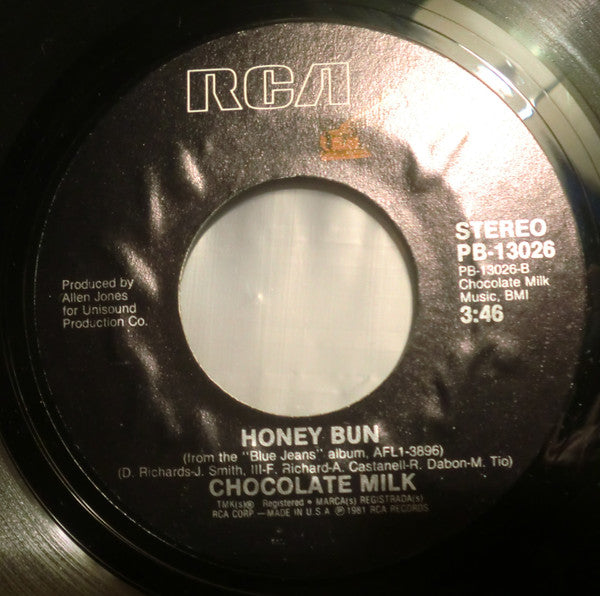 RCA
STEREO
PB-13026
PB-13026-B
Chocolate Milk
Music, BMI
3:46
Produced by
Allen Jones
for Unisound
Production Co.
HONEY BUN
(from the "Blue Jeans" album, AFL1-3896)
(D. Richards-J. Smith, III-F. Richard-A. Castanell-R. Dabon-M. Tio)
CHOCOLATE MILK
TMK(s)® Registered • MARCA(s) REGISTRADA(s)
RCA CORP — MADE IN U.S.A ℗ 1981 RCA RECORDS